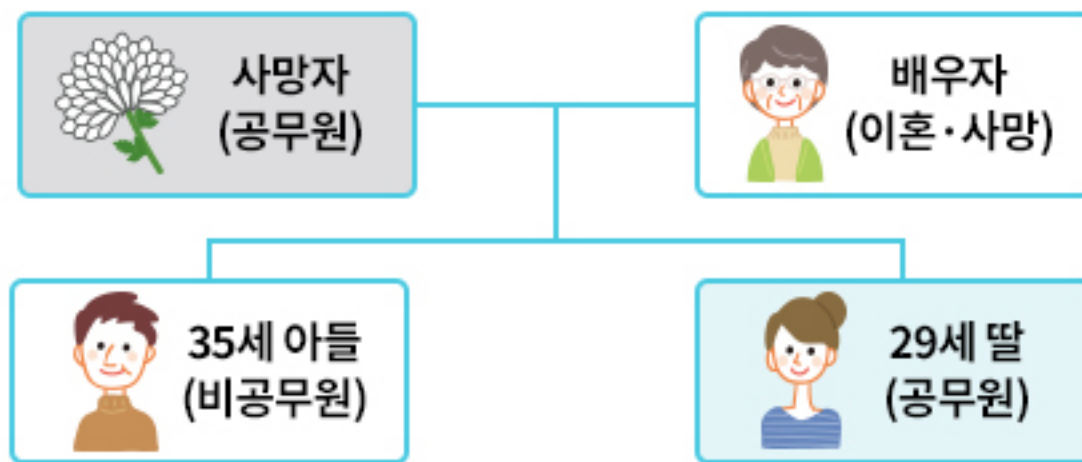 사망자
(공무원)
배우자
(이혼·사망)
35세 아들
(비공무원)
29세 딸
(공무원)